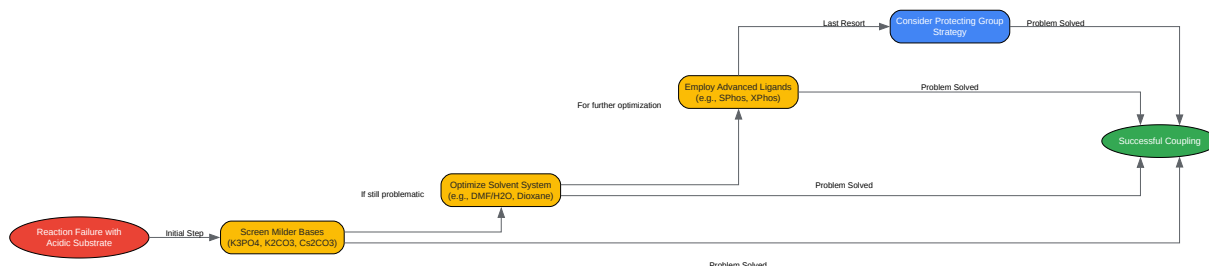 Last Resort
Consider Protecting Group
Strategy
Problem Solved
Employ Advanced Ligands
(e.g., SPhos, XPhos)
Problem Solved
For further optimization
Successful Coupling
Optimize Solvent System
(e.g., DMF/H2O, Dioxane)
Problem Solved
If still problematic
Reaction Failure with
Acidic Substrate
Initial Step
Screen Milder Bases
(K3PO4, K2CO3, Cs2CO3)
Problem Solved